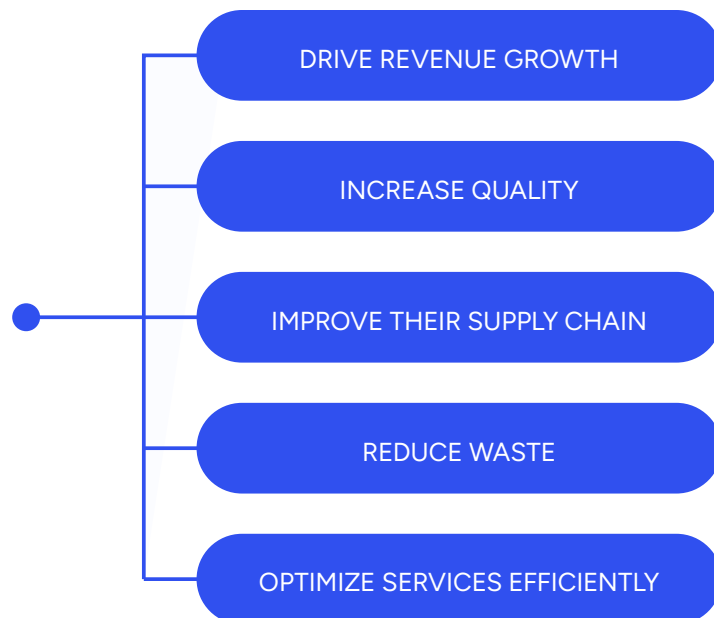 DRIVE REVENUE GROWTH
INCREASE QUALITY
IMPROVE THEIR SUPPLY CHAIN
REDUCE WASTE
OPTIMIZE SERVICES EFFICIENTLY